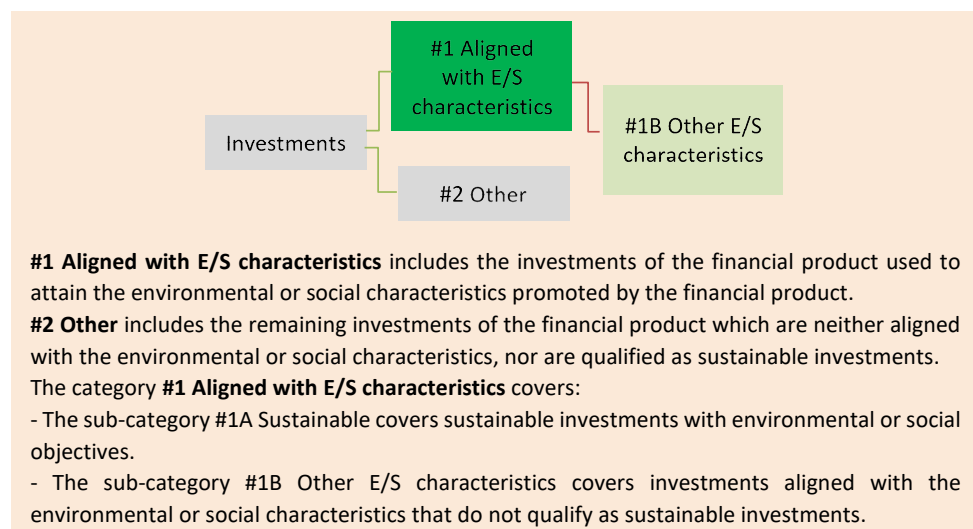 #1 Aligned
with E/S
characteristics
#1B Other E/S
characteristics
Investments
#2 Other
#1 Aligned with E/S characteristics includes the investments of the financial product used to
attain the environmental or social characteristics promoted by the financial product.
#2 Other includes the remaining investments of the financial product which are neither aligned
with the environmental or social characteristics, nor are qualified as sustainable investments.
The category #1 Aligned with E/S characteristics covers:
- The sub-category #1A Sustainable covers sustainable investments with environmental or social
objectives.
- The sub-category #1B Other E/S characteristics covers investments aligned with the
environmental or social characteristics that do not qualify as sustainable investments.